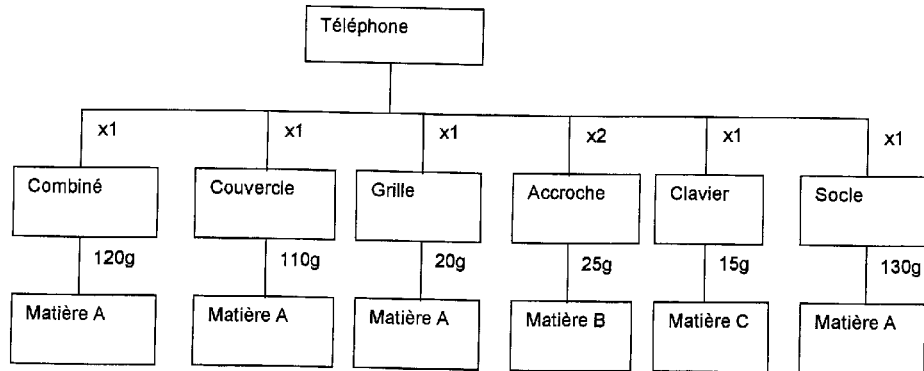 Téléphone
x1 x1 x1 x2 x1 x1
Combiné Couvercle Grille Accroche Clavier Socle
120g 110g 20g 25g 15g 130g
Matière A Matière A Matière A Matière B Matière C Matière A